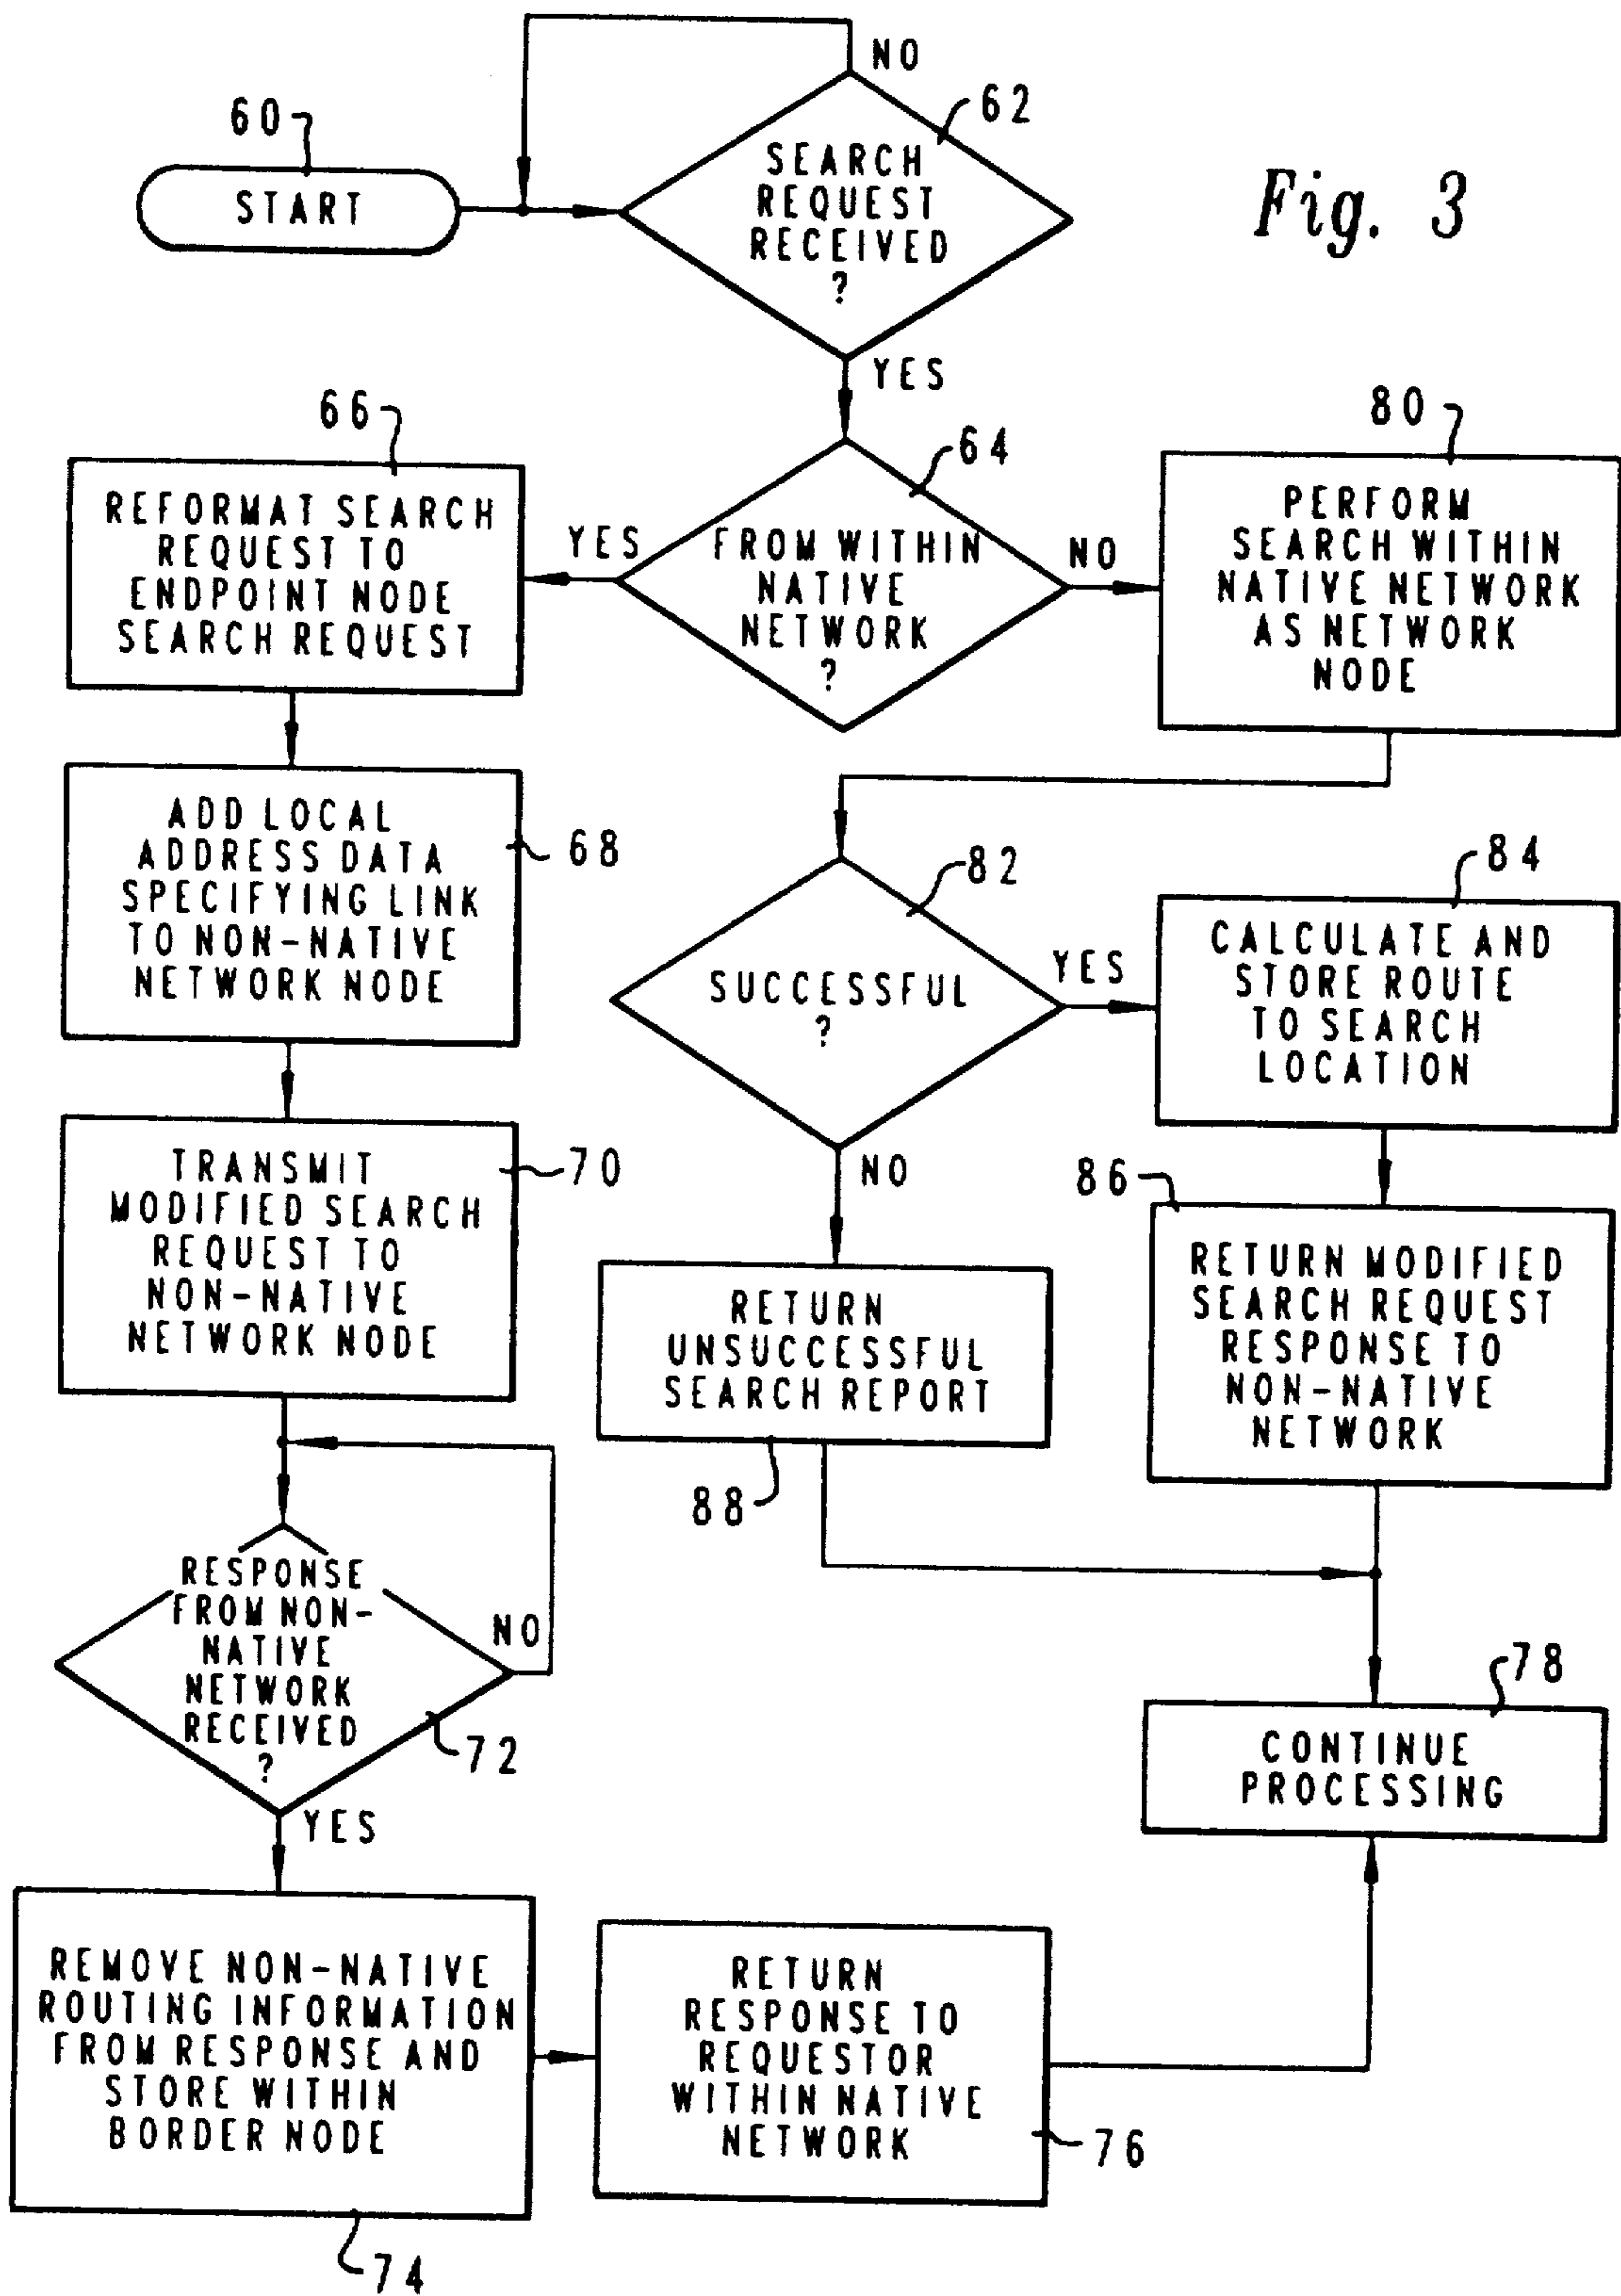 NO
60
62
START
SEARCH
REQUEST
RECEIVED
?
Fig. 3
YES
66
64
80
REFORMAT SEARCH
REQUEST TO
ENDPOINT NODE
SEARCH REQUEST
YES
FROM WITHIN
NATIVE
NETWORK
?
NO
PERFORM
SEARCH WITHIN
NATIVE NETWORK
AS NETWORK
NODE
ADD LOCAL
ADDRESS DATA
SPECIFYING LINK
TO NON-NATIVE
NETWORK NODE
68
82
84
SUCCESSFUL
?
YES
CALCULATE AND
STORE ROUTE
TO SEARCH
LOCATION
TRANSMIT
MODIFIED SEARCH
REQUEST TO
NON-NATIVE
NETWORK NODE
70
NO
86
RETURN
UNSUCCESSFUL
SEARCH REPORT
88
RETURN MODIFIED
SEARCH REQUEST
RESPONSE TO
NON-NATIVE
NETWORK
RESPONSE
FROM NON-
NATIVE
NETWORK
RECEIVED
?
NO
72
YES
78
CONTINUE
PROCESSING
REMOVE NON-NATIVE
ROUTING INFORMATION
FROM RESPONSE AND
STORE WITHIN
BORDER NODE
74
RETURN
RESPONSE TO
REQUESTOR
WITHIN NATIVE
NETWORK
76